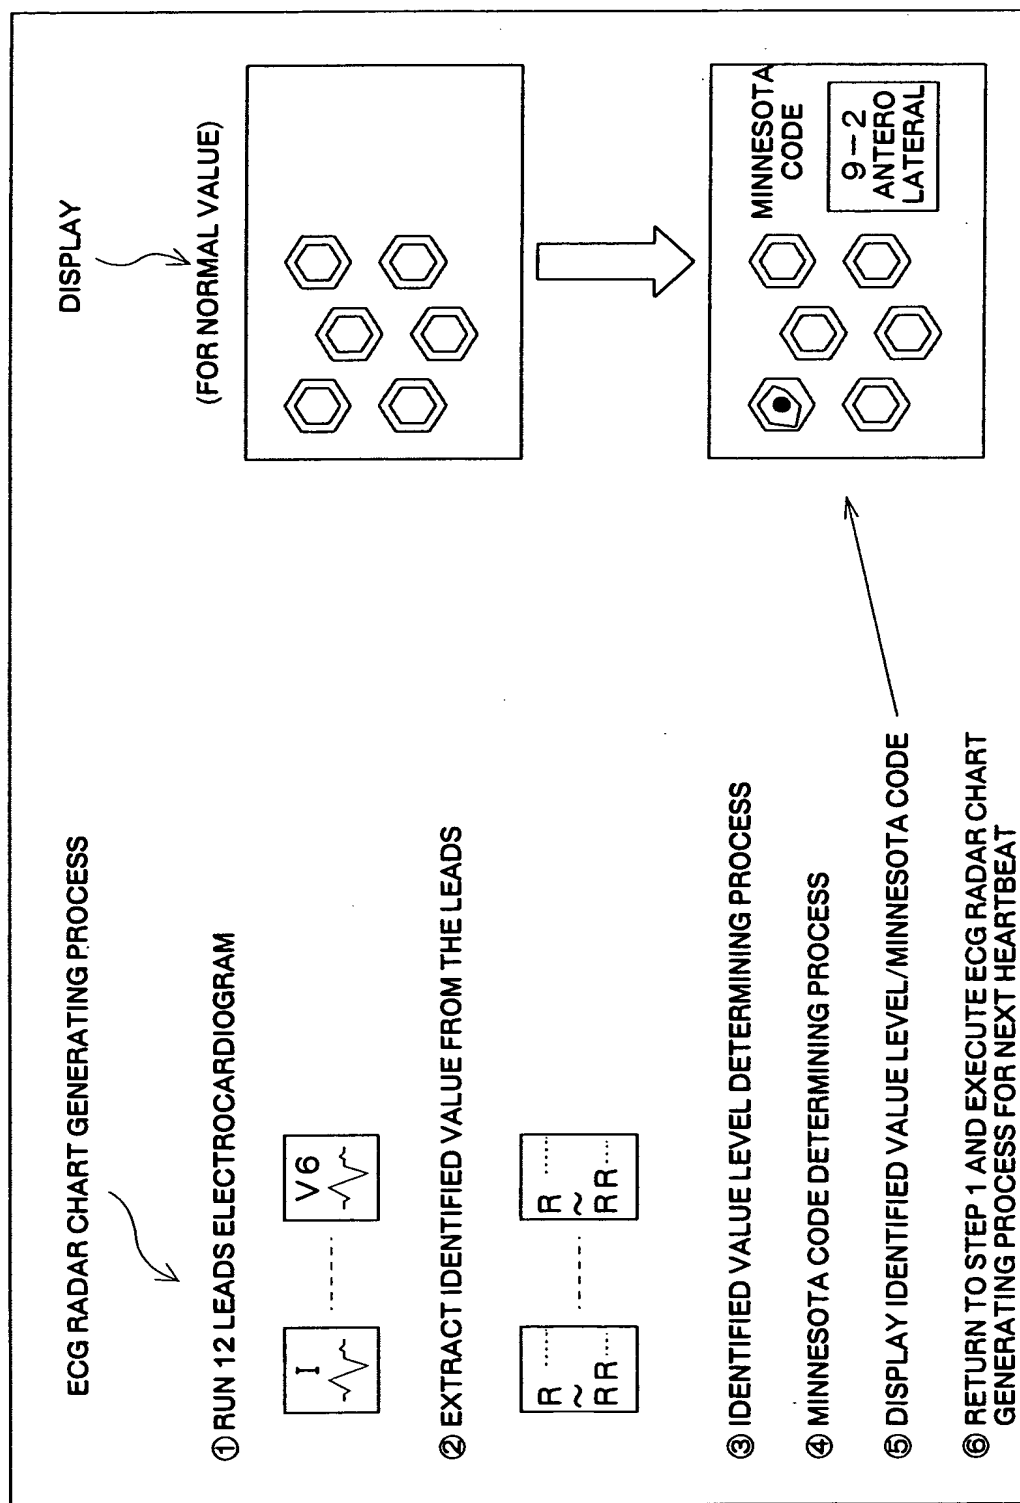 ECG RADAR CHART GENERATING PROCESS
① RUN 12 LEADS ELECTROCARDIOGRAM
I
V6
② EXTRACT IDENTIFIED VALUE FROM THE LEADS
R ······
~
RR ····
R ······
~
RR ····
③ IDENTIFIED VALUE LEVEL DETERMINING PROCESS
④ MINNESOTA CODE DETERMINING PROCESS
⑤ DISPLAY IDENTIFIED VALUE LEVEL/MINNESOTA CODE
⑥ RETURN TO STEP 1 AND EXECUTE ECG RADAR CHART
GENERATING PROCESS FOR NEXT HEARTBEAT
DISPLAY
(FOR NORMAL VALUE)
MINNESOTA
CODE
9-2
ANTERO
LATERAL